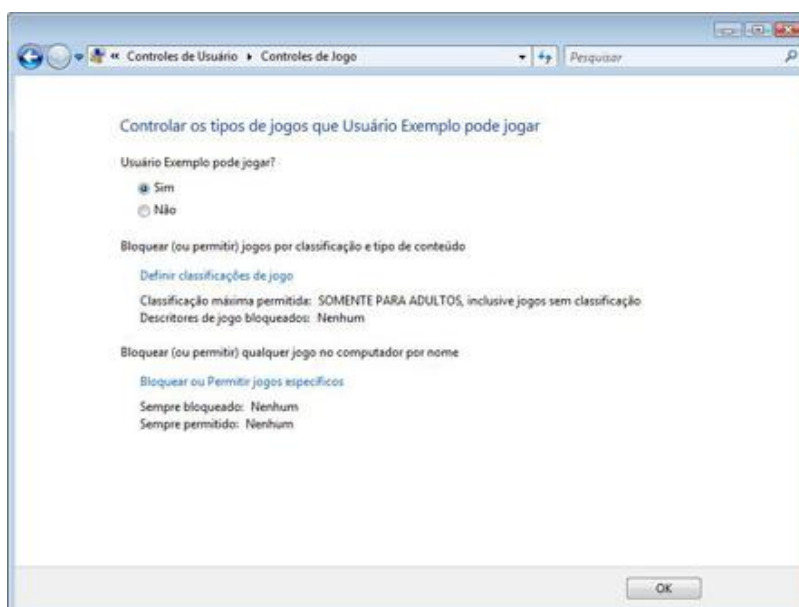 « Controles de Usuário ▸ Controles de Jogo
Pesquisar
Controlar os tipos de jogos que Usuário Exemplo pode jogar
Usuário Exemplo pode jogar?
Sim
Não
Bloquear (ou permitir) jogos por classificação e tipo de conteúdo
Definir classificações de jogo
Classificação máxima permitida: SOMENTE PARA ADULTOS, inclusive jogos sem classificação
Descritores de jogo bloqueados: Nenhum
Bloquear (ou permitir) qualquer jogo no computador por nome
Bloquear ou Permitir jogos específicos
Sempre bloqueado: Nenhum
Sempre permitido: Nenhum
OK